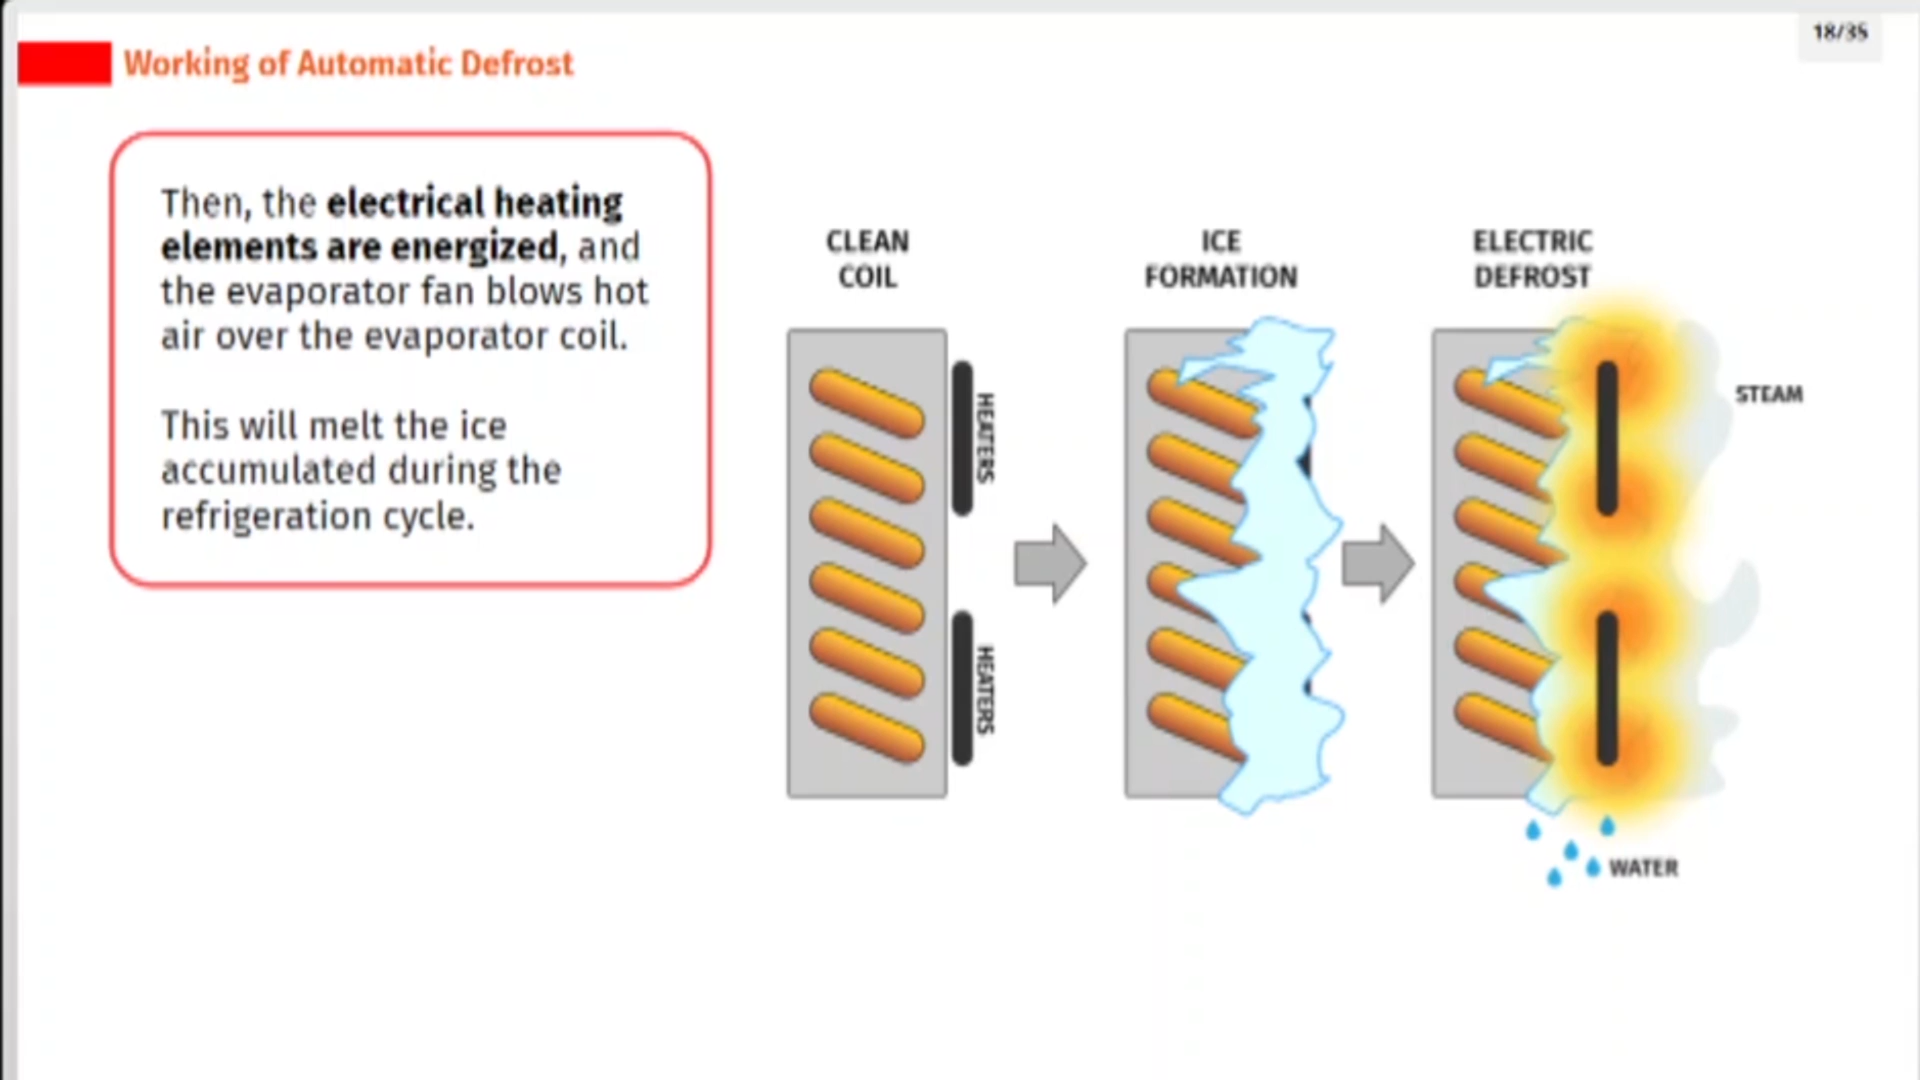 18/35
Working of Automatic Defrost
Then, the electrical heating
elements are energized, and
the evaporator fan blows hot
air over the evaporator coil.
This will melt the ice
accumulated during the
refrigeration cycle.
CLEAN
COIL
HEATERS
HEATERS
ICE
FORMATION
ELECTRIC
DEFROST
STEAM
WATER